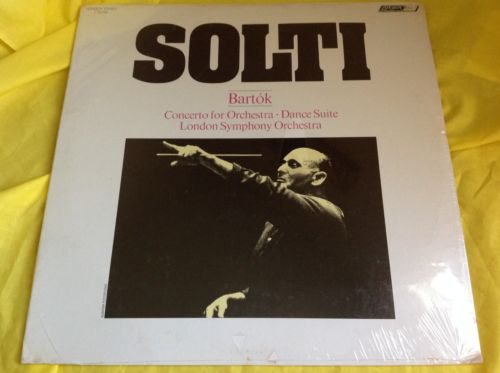 SOLTI
Bartók
Concerto for Orchestra • Dance Suite
London Symphony Orchestra